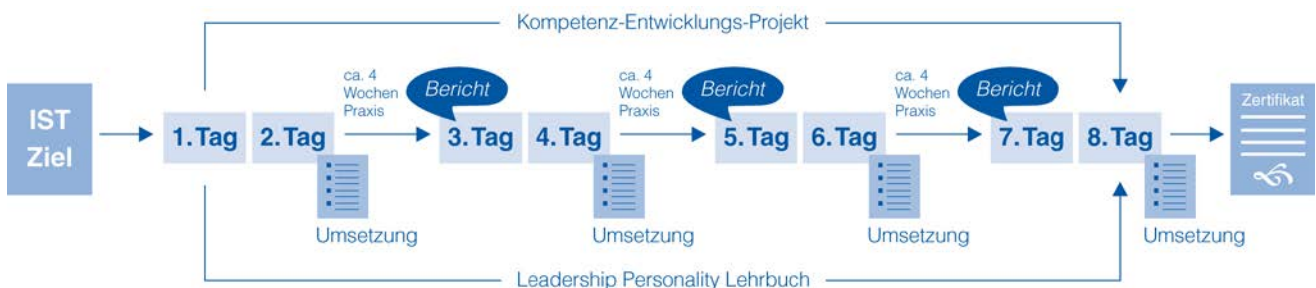 Kompetenz-Entwicklungs-Projekt
IST
Ziel
1. Tag
2. Tag
ca. 4
Wochen
Praxis
Bericht
3. Tag
4. Tag
ca. 4
Wochen
Praxis
Bericht
5. Tag
6. Tag
ca. 4
Wochen
Praxis
Bericht
7. Tag
8. Tag
Zertifikat
Umsetzung
Umsetzung
Umsetzung
Umsetzung
Leadership Personality Lehrbuch